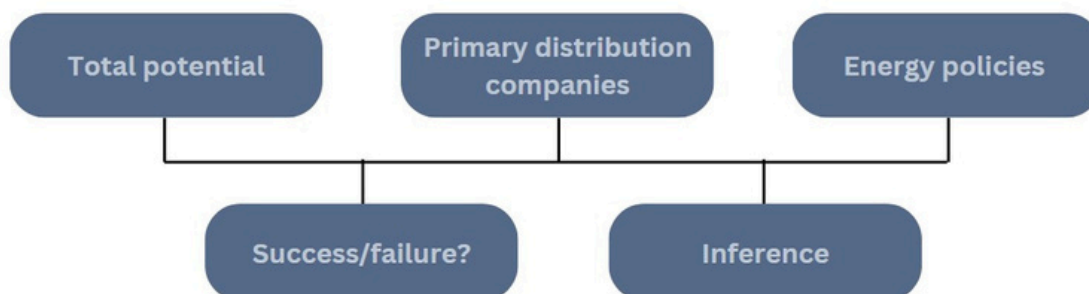 Total potential
Primary distribution
companies
Energy policies
Success/failure?
Inference